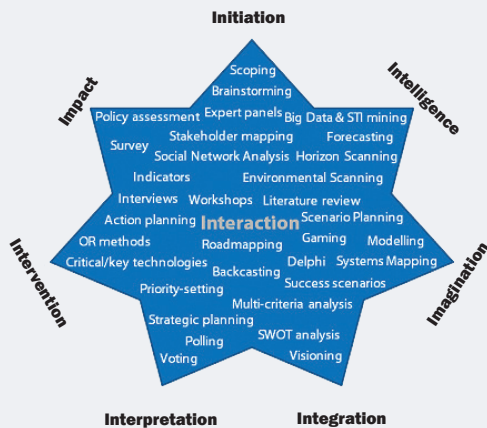 Initiation
Impact
Intelligence
Scoping
Brainstorming
Policy assessment Expert panels Big Data & STI mining
Stakeholder mapping Forecasting
Survey
Social Network Analysis Horizon Scanning
Indicators Environmental Scanning
Interviews Workshops Literature review
Action planning Interaction Scenario Planning
OR methods Roadmapping Gaming Modelling
Critical/key technologies Delphi Systems Mapping
Backcasting
Priority-setting Success scenarios
Multi-criteria analysis
Strategic planning
Polling SWOT analysis
Voting Visioning
Intervention
Imagination
Interpretation Integration